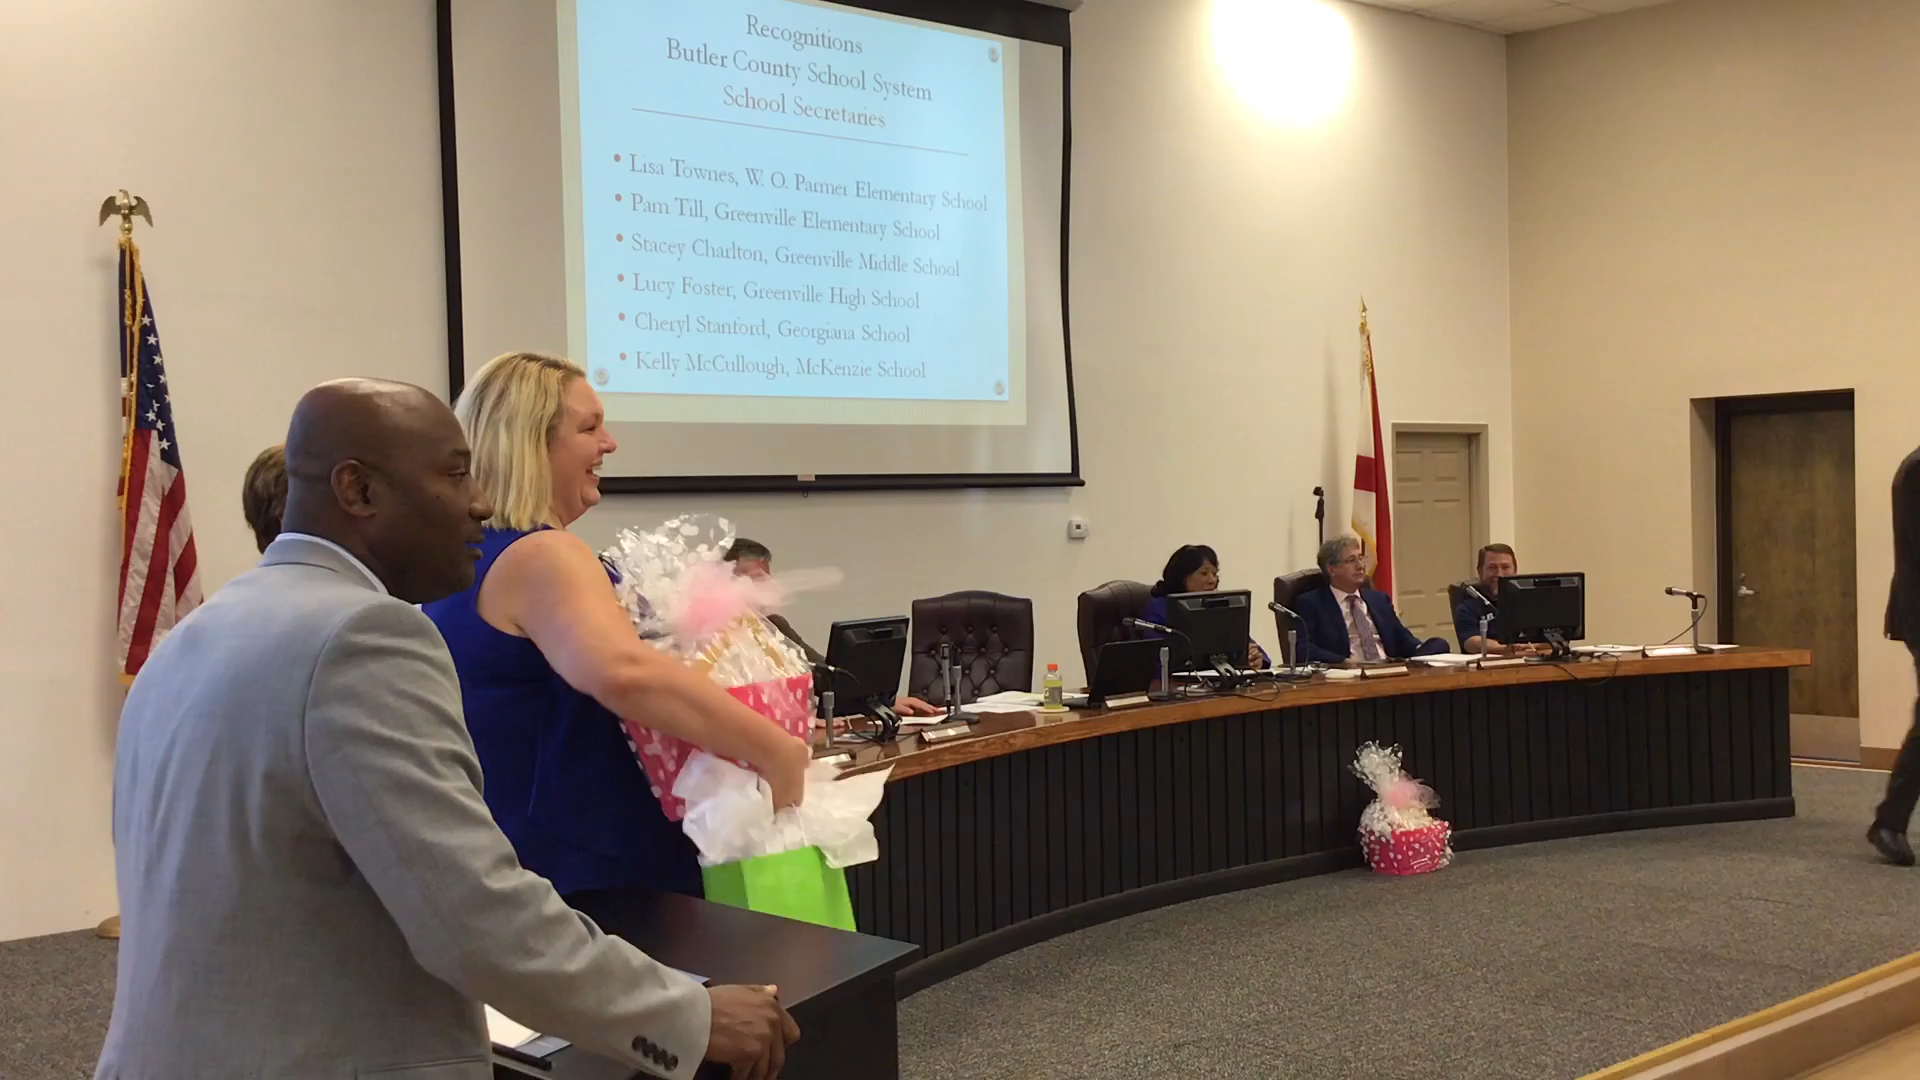 Recognitions
Butler County School System
School Secretaries
• Lisa Townes, W. O. Parmer Elementary School
• Pam Till, Greenville Elementary School
• Stacey Charlton, Greenville Middle School
• Lucy Foster, Greenville High School
• Cheryl Stanford, Georgiana School
• Kelly McCullough, McKenzie School